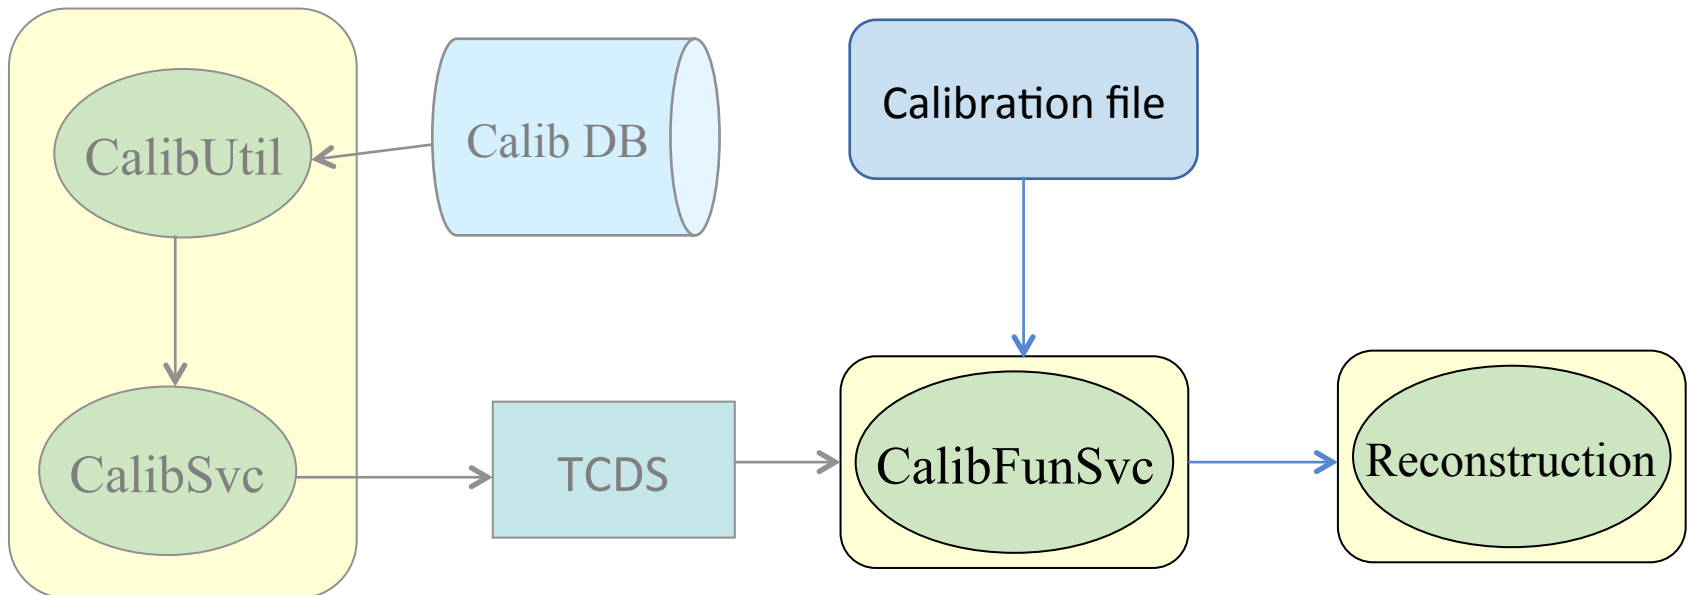 CalibUtil
Calib DB
Calibration file
CalibSvc
TCDS
CalibFunSvc
Reconstruction